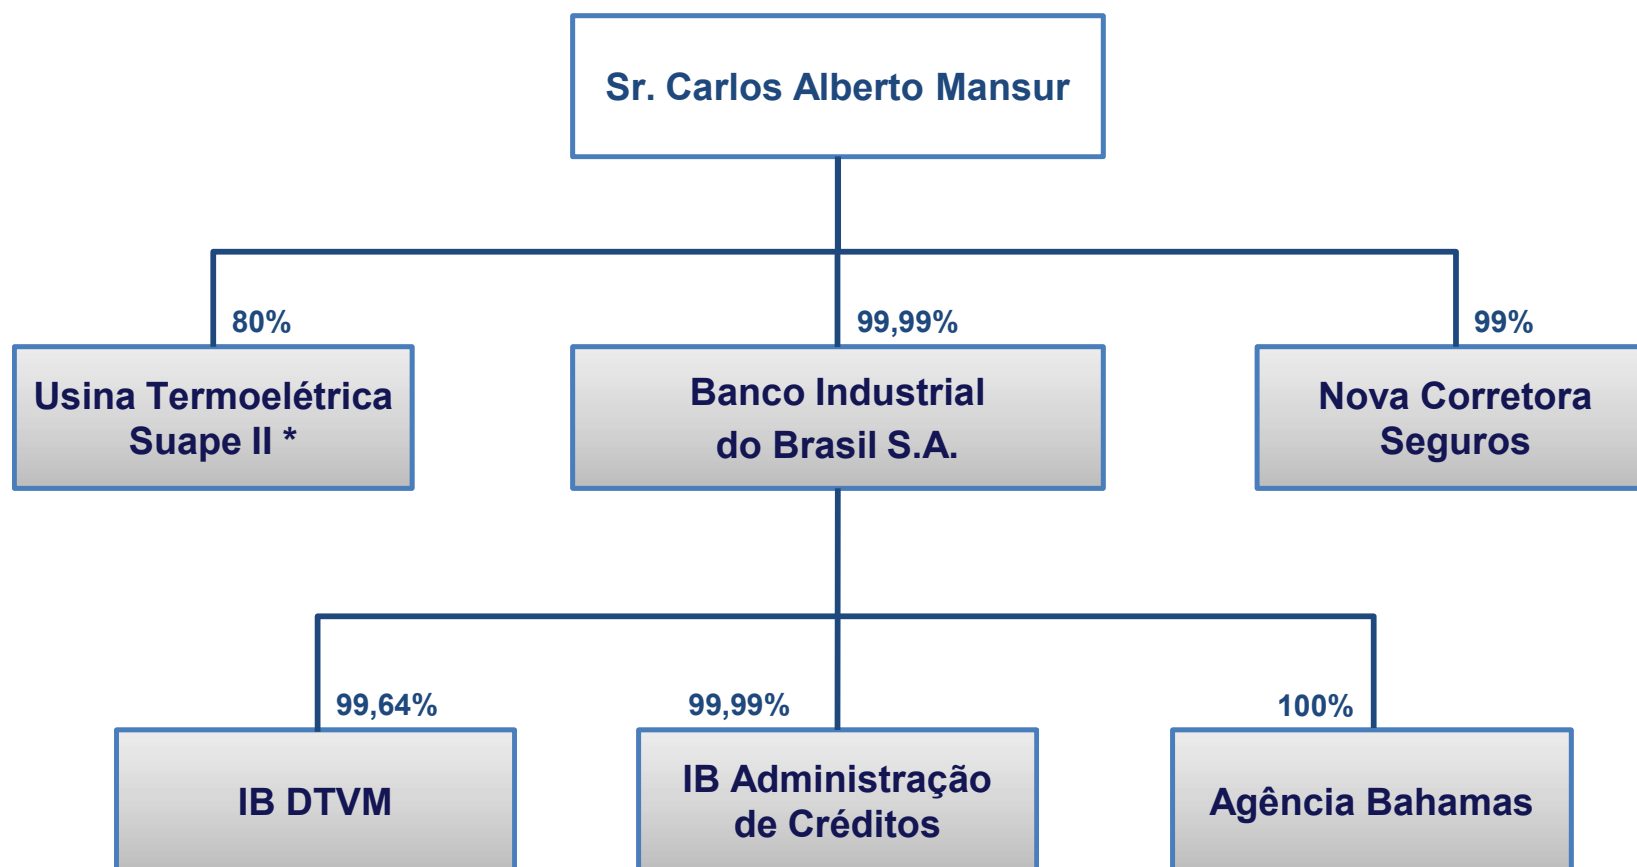 Sr. Carlos Alberto Mansur
80%
99,99%
99%
Usina Termoelétrica
Suape II *
Banco Industrial
do Brasil S.A.
Nova Corretora
Seguros
99,64%
99,99%
100%
IB DTVM
IB Administração
de Créditos
Agência Bahamas